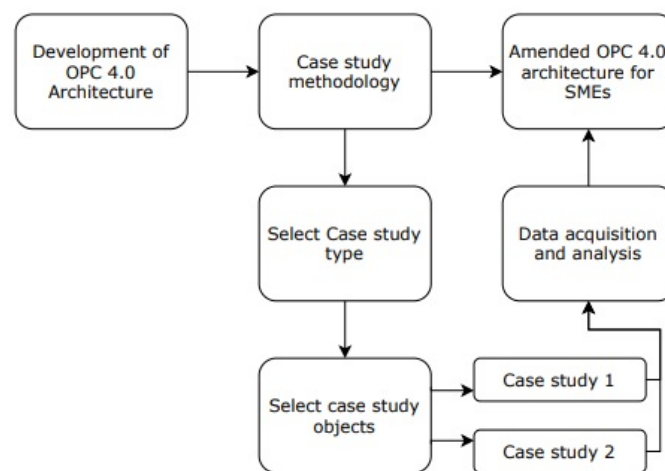 Development of
OPC 4.0
Architecture
Case study
methodology
Amended OPC 4.0
architecture for
SMEs
Select Case study
type
Data acquisition
and analysis
Select case study
objects
Case study 1
Case study 2